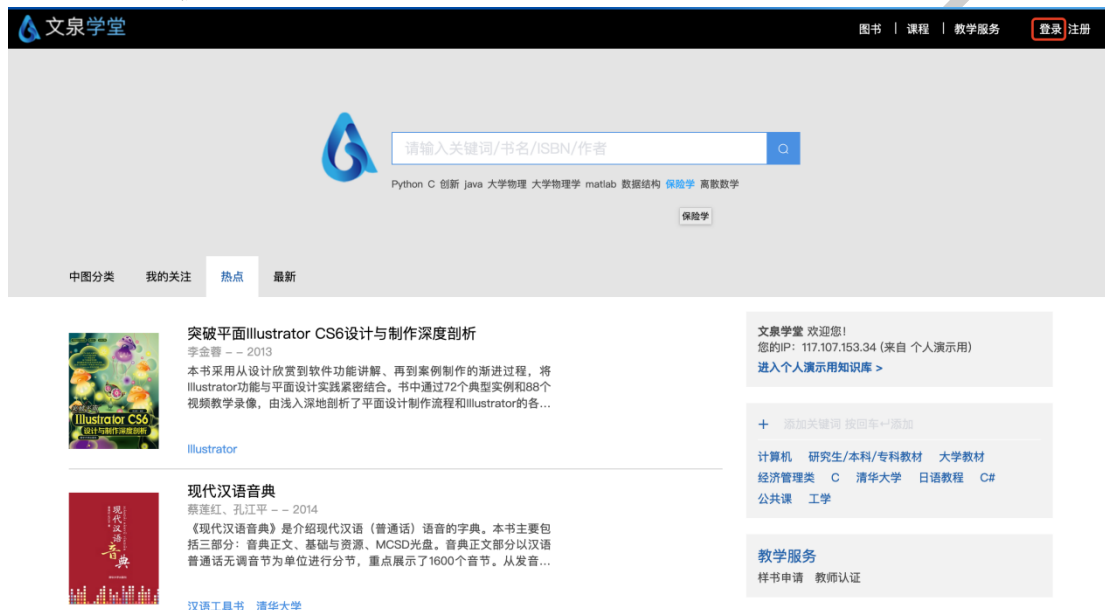 文泉学堂
图书 | 课程 | 教学服务 登录 注册
请输入关键词/书名/ISBN/作者
Python C 创新 java 大学物理 大学物理学 matlab 数据结构 保险学 离散数学
保险学
中图分类 我的关注 热点 最新
突破平面Illustrator CS6设计与制作深度剖析
李金蓉 – – 2013
本书采用从设计欣赏到软件功能讲解、再到案例制作的渐进过程，将
Illustrator功能与平面设计实践紧密结合。书中通过72个典型实例和88个
视频教学录像，由浅入深地剖析了平面设计制作流程和Illustrator的各...
Illustrator
Illustrator CS6
设计与制作深度剖析
现代汉语音典
蔡莲红、孔江平 – – 2014
《现代汉语音典》是介绍现代汉语（普通话）语音的字典。本书主要包
括三部分：音典正文、基础与资源、MCSD光盘。音典正文部分以汉语
普通话无调音节为单位进行分节，重点展示了1600个音节。从发音...
汉语工具书 清华大学
现代汉语
音典
文泉学堂 欢迎您!
您的IP：117.107.153.34 (来自 个人演示用)
进入个人演示用知识库 >
+ 添加关键词 按回车↵添加
计算机 研究生/本科/专科教材 大学教材
经济管理类 C 清华大学 日语教程 C#
公共课 工学
教学服务
样书申请 教师认证